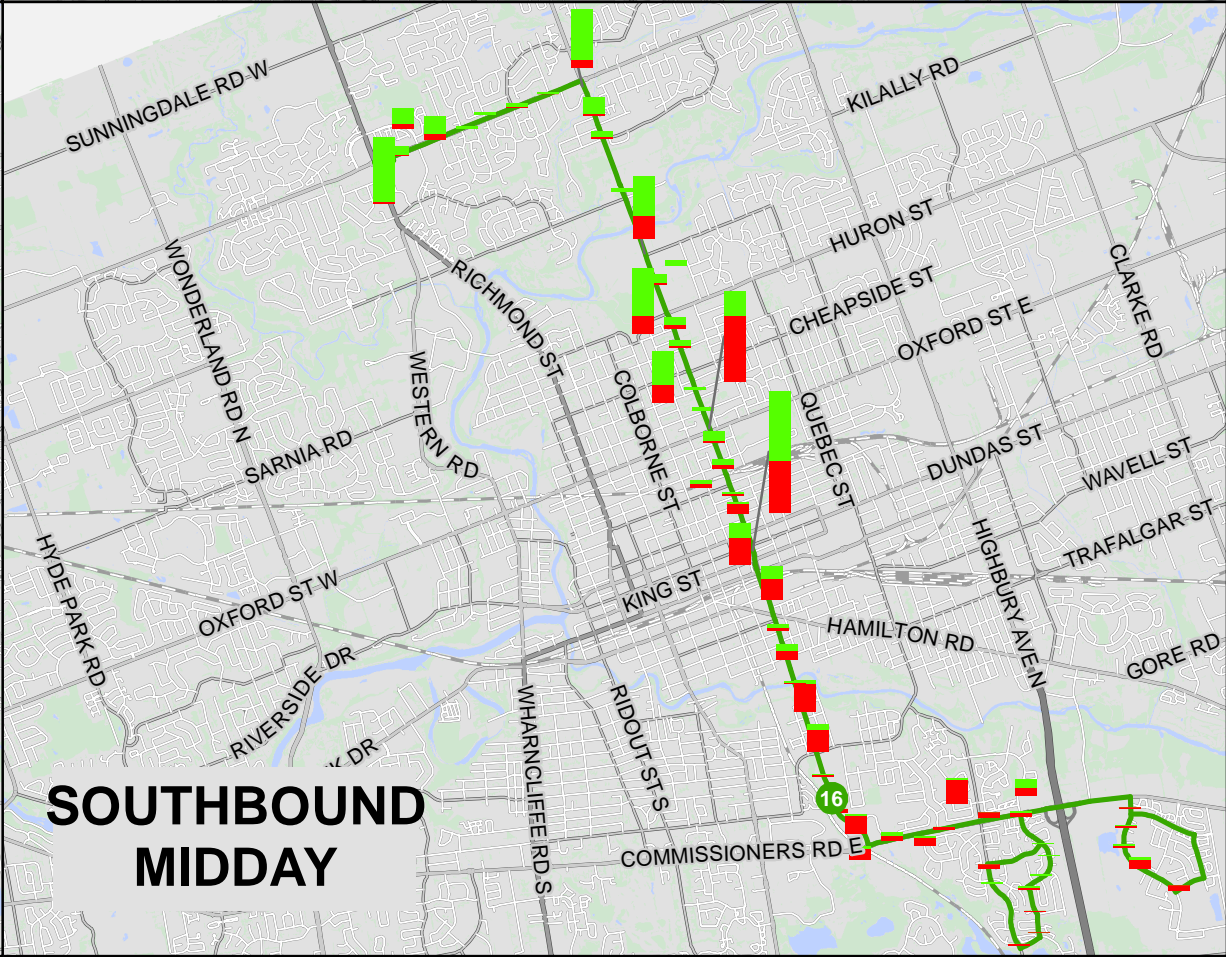 SUNNINGDALE RD W
KILALLY RD
HURON ST
CHEAPSIDE ST
CLARKE RD
WONDERLAND RD N
RICHMOND ST
OXFORD ST E
WESTERN RD
COLBORNE ST
QUEBEC ST
SARNIA RD
DUNDAS ST
WAVELL ST
TRAFALGAR ST
HYDE PARK RD
HIGHBURY AVE N
OXFORD ST W
KING ST
HAMILTON RD
GORE RD
RIVERSIDE DR
WHARNCLIFFE RD S
RIDOUT ST S
K DR
16
COMMISSIONERS RD E
SOUTHBOUND
MIDDAY